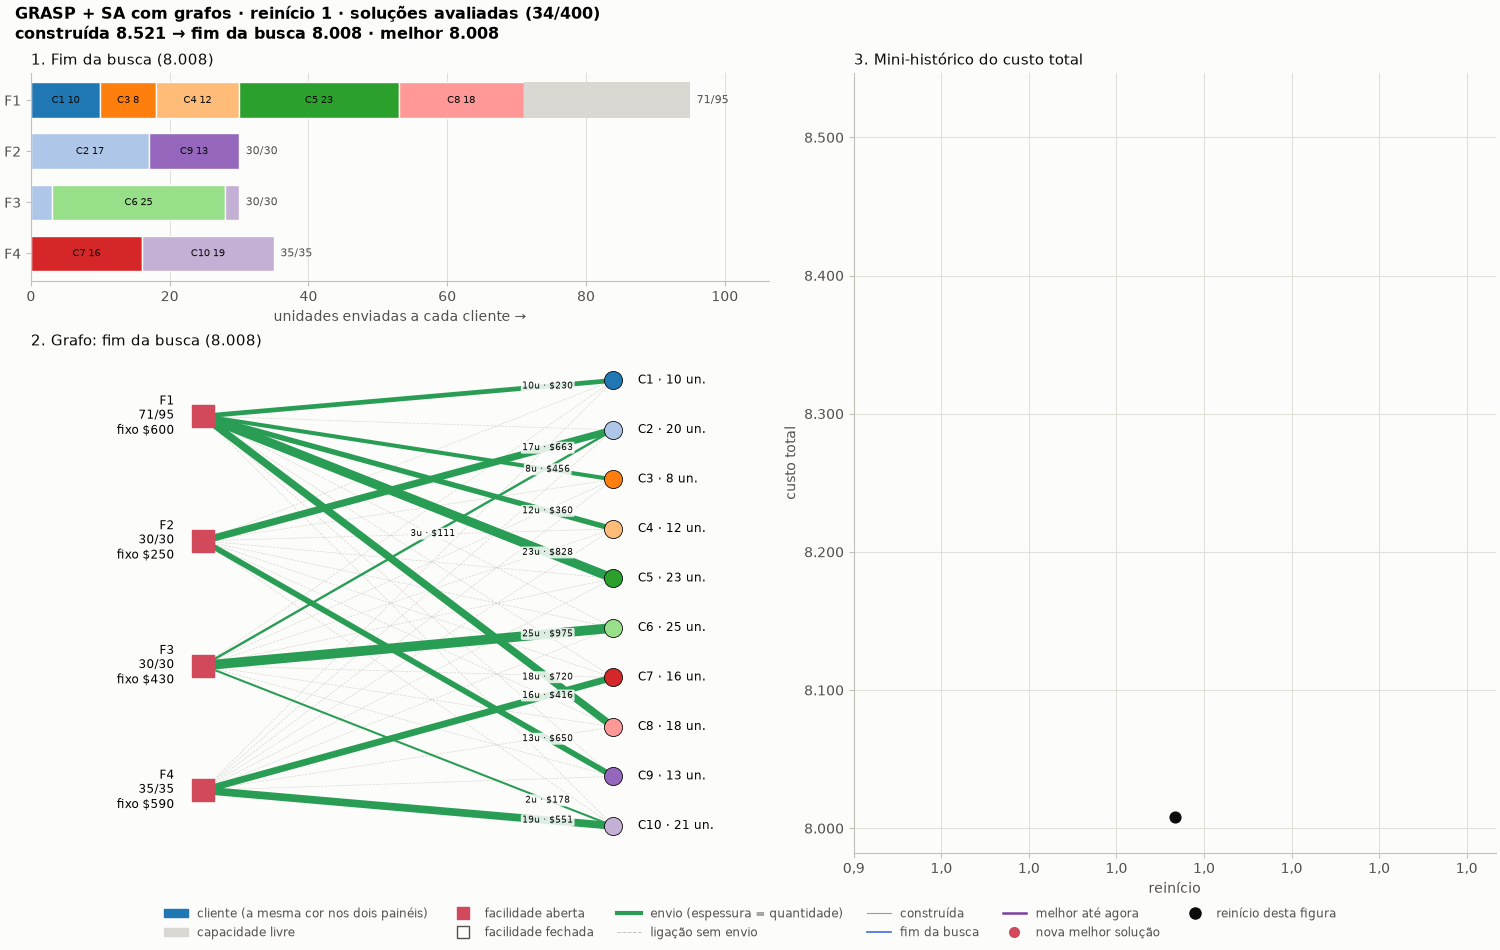 GRASP + SA com grafos · reinício 1 · soluções avaliadas (34/400)
construída 8.521 → fim da busca 8.008 · melhor 8.008
1. Fim da busca (8.008)
F1
C1 10
C3 8
C4 12
C5 23
C8 18
71/95
F2
C2 17
C9 13
30/30
F3
C6 25
30/30
F4
C7 16
C10 19
35/35
0
20
40
60
80
100
unidades enviadas a cada cliente →
2. Grafo: fim da busca (8.008)
F1
71/95
fixo $600
F2
30/30
fixo $250
F3
30/30
fixo $430
F4
35/35
fixo $590
10u · $230
17u · $663
8u · $456
12u · $360
3u · $111
23u · $828
25u · $975
18u · $720
16u · $416
13u · $650
2u · $178
19u · $551
C1 · 10 un.
C2 · 20 un.
C3 · 8 un.
C4 · 12 un.
C5 · 23 un.
C6 · 25 un.
C7 · 16 un.
C8 · 18 un.
C9 · 13 un.
C10 · 21 un.
3. Mini-histórico do custo total
custo total
8.500
8.400
8.300
8.200
8.100
8.000
0,9
1,0
1,0
1,0
1,0
1,0
1,0
1,0
reinício
cliente (a mesma cor nos dois painéis)
capacidade livre
facilidade aberta
facilidade fechada
envio (espessura = quantidade)
ligação sem envio
construída
fim da busca
melhor até agora
nova melhor solução
reinício desta figura